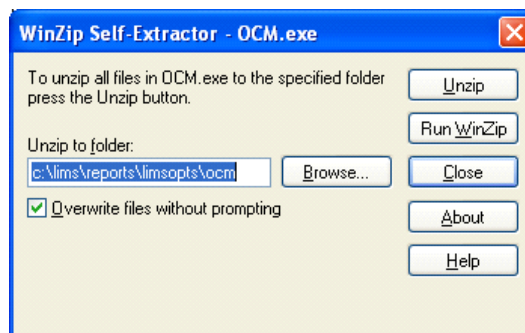 WinZip Self-Extractor - OCM.exe
To unzip all files in OCM.exe to the specified folder
press the Unzip button.
Unzip to folder:
c:\lims\reports\limsopts\ocm
Browse...
Overwrite files without prompting
Unzip
Run WinZip
Close
About
Help